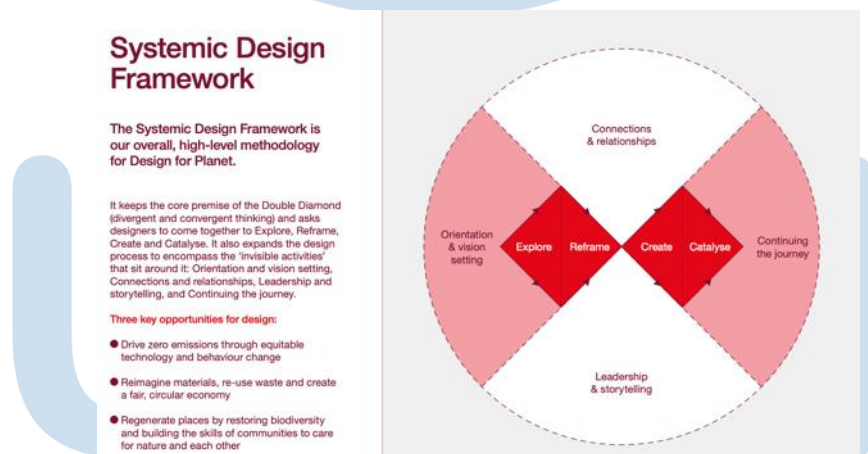 Systemic Design
Framework
The Systemic Design Framework is
our overall, high-level methodology
for Design for Planet.
It keeps the core premise of the Double Diamond
(divergent and convergent thinking) and asks
designers to come together to Explore, Reframe,
Create and Catalyse. It also expands the design
process to encompass the ‘invisible activities’
that sit around it: Orientation and vision setting,
Connections and relationships, Leadership and
storytelling, and Continuing the journey.
Three key opportunities for design:
● Drive zero emissions through equitable
technology and behaviour change
● Reimagine materials, re-use waste and create
a fair, circular economy
● Regenerate places by restoring biodiversity
and building the skills of communities to care
for nature and each other
Connections
& relationships
Orientation
& vision
setting
Explore
Reframe
Create
Catalyse
Continuing
the journey
Leadership
& storytelling